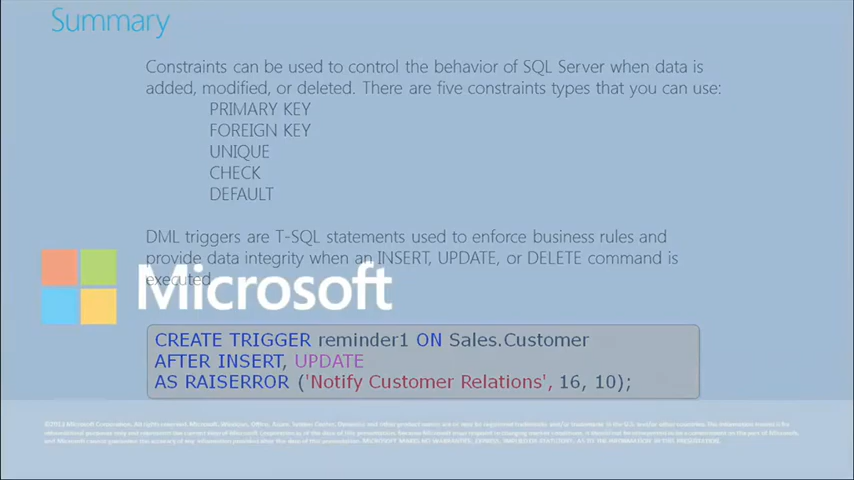 Summary
Constraints can be used to control the behavior of SQL Server when data is
added, modified, or deleted. There are five constraints types that you can use:
PRIMARY KEY
FOREIGN KEY
UNIQUE
CHECK
DEFAULT
DML triggers are T-SQL statements used to enforce business rules and
provide data integrity when an INSERT, UPDATE, or DELETE command is
executed
Microsoft
CREATE TRIGGER reminder1 ON Sales.Customer
AFTER INSERT, UPDATE
AS RAISERROR ('Notify Customer Relations', 16, 10);